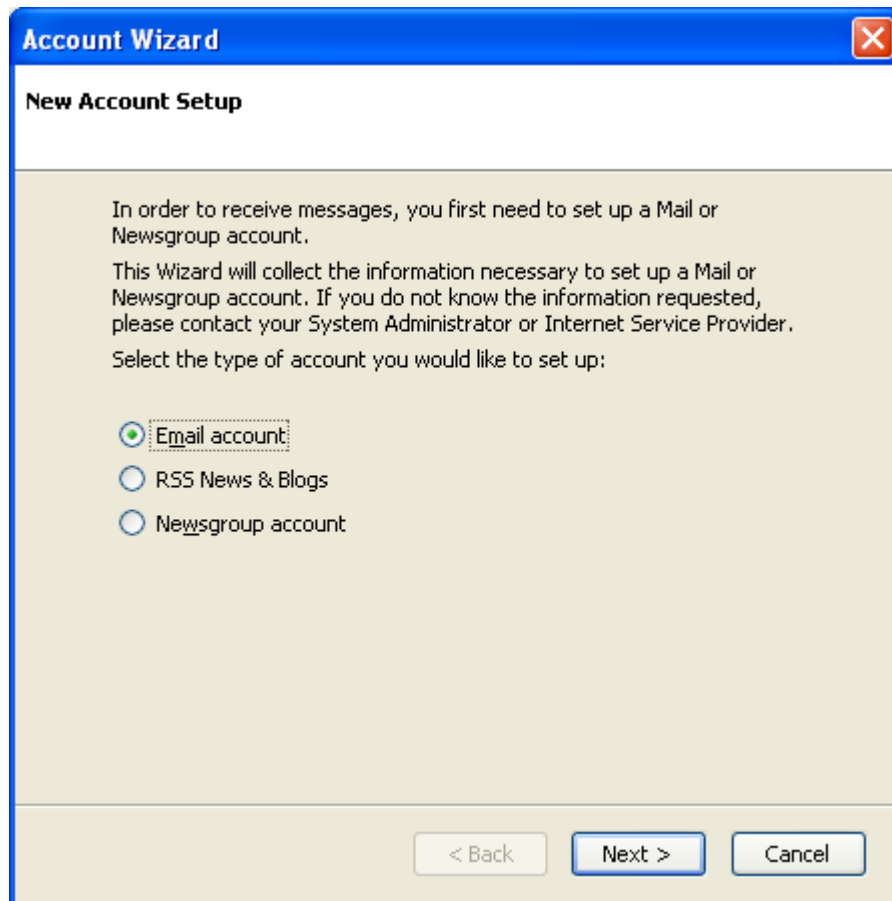 Account Wizard
New Account Setup
In order to receive messages, you first need to set up a Mail or
Newsgroup account.
This Wizard will collect the information necessary to set up a Mail or
Newsgroup account. If you do not know the information requested,
please contact your System Administrator or Internet Service Provider.
Select the type of account you would like to set up:
Email account
RSS News & Blogs
Newsgroup account
< Back Next > Cancel